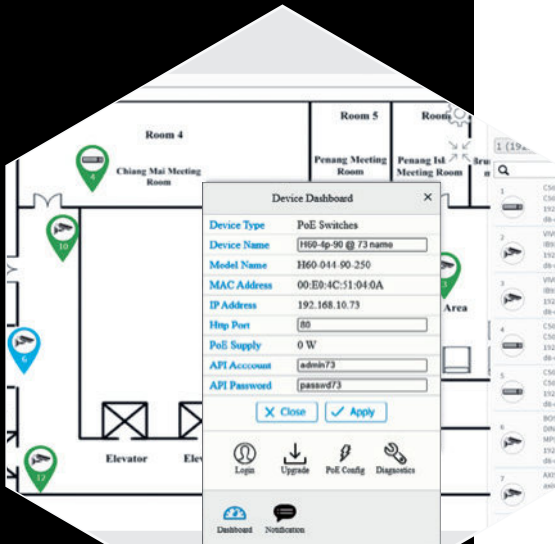 Room 4
Chiang Mai Meeting
Room
Room 5
Penang Meeting
Room
Room
Penang Isl
Meeting Room
4
10
6
12
3
Area
Elevator
Device Dashboard
Device Type PoE Switches
Device Name H60-4p-90 @ 73 name
Model Name H60-044-90-250
MAC Address 00:E0:4C:51:04:0A
IP Address 192.168.10.73
Http Port 80
PoE Supply 0 W
API Acccount admin73
API Password passwd73
X Close
Apply
Login
Upgrade
PoE Config
Diagnostics
Dashboard
Notification
1 (192.
1
2
3
4
5
6
7